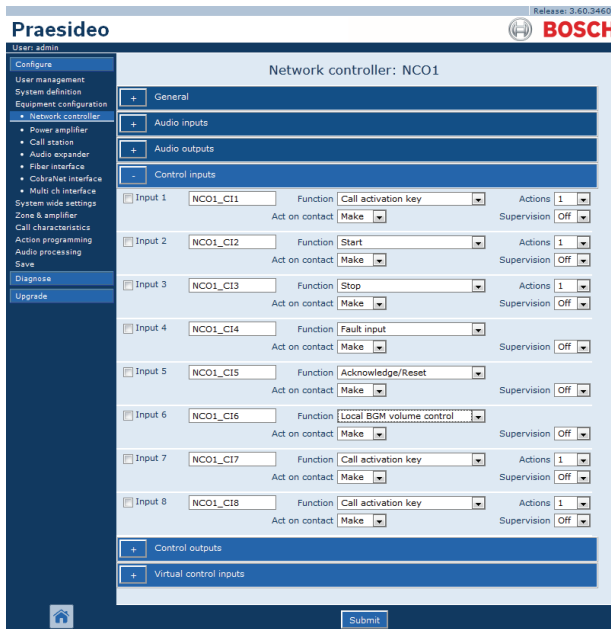 Release: 3.60.3460
Praesideo
BOSCH
User: admin
Configure
User management
System definition
Equipment configuration
• Network controller
• Power amplifier
• Call station
• Audio expander
• Fiber interface
• CobraNet interface
• Multi ch interface
System wide settings
Zone & amplifier
Call characteristics
Action programming
Audio processing
Save
Diagnose
Upgrade
Network controller: NCO1
+ General
+ Audio inputs
+ Audio outputs
- Control inputs
Input 1 NCO1_CI1 Function Call activation key Actions 1
Act on contact Make Supervision Off
Input 2 NCO1_CI2 Function Start Actions 1
Act on contact Make Supervision Off
Input 3 NCO1_CI3 Function Stop Actions 1
Act on contact Make Supervision Off
Input 4 NCO1_CI4 Function Fault input
Act on contact Make Supervision Off
Input 5 NCO1_CI5 Function Acknowledge/Reset
Act on contact Make Supervision Off
Input 6 NCO1_CI6 Function Local BGM volume control
Act on contact Make Supervision Off
Input 7 NCO1_CI7 Function Call activation key Actions 1
Act on contact Make Supervision Off
Input 8 NCO1_CI8 Function Call activation key Actions 1
Act on contact Make Supervision Off
+ Control outputs
+ Virtual control inputs
Submit